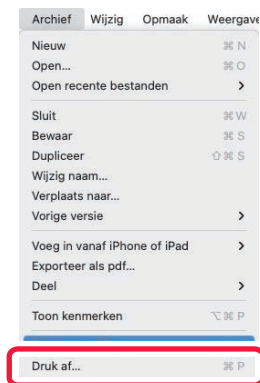 Archief Wijzig Opmaak Weergave
Nieuw ⌘ N
Open... ⌘ O
Open recente bestanden >
Sluit ⌘ W
Bewaar ⌘ S
Dupliceer ⇧ ⌘ S
Wijzig naam...
Verplaats naar...
Vorige versie >
Voeg in vanaf iPhone of iPad >
Exporteer als pdf...
Deel >
Toon kenmerken ⌥ ⌘ P
Druk af... ⌘ P